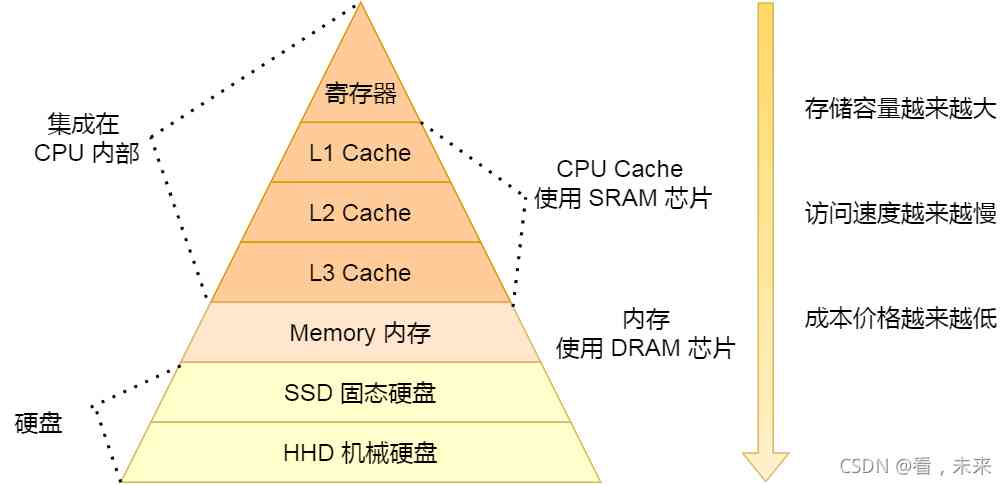 寄存器
集成在
CPU 内部
L1 Cache
L2 Cache
L3 Cache
CPU Cache
使用 SRAM 芯片
Memory 内存
内存
使用 DRAM 芯片
SSD 固态硬盘
HHD 机械硬盘
硬盘
存储容量越来越大
访问速度越来越慢
成本价格越来越低
CSDN @看，未来